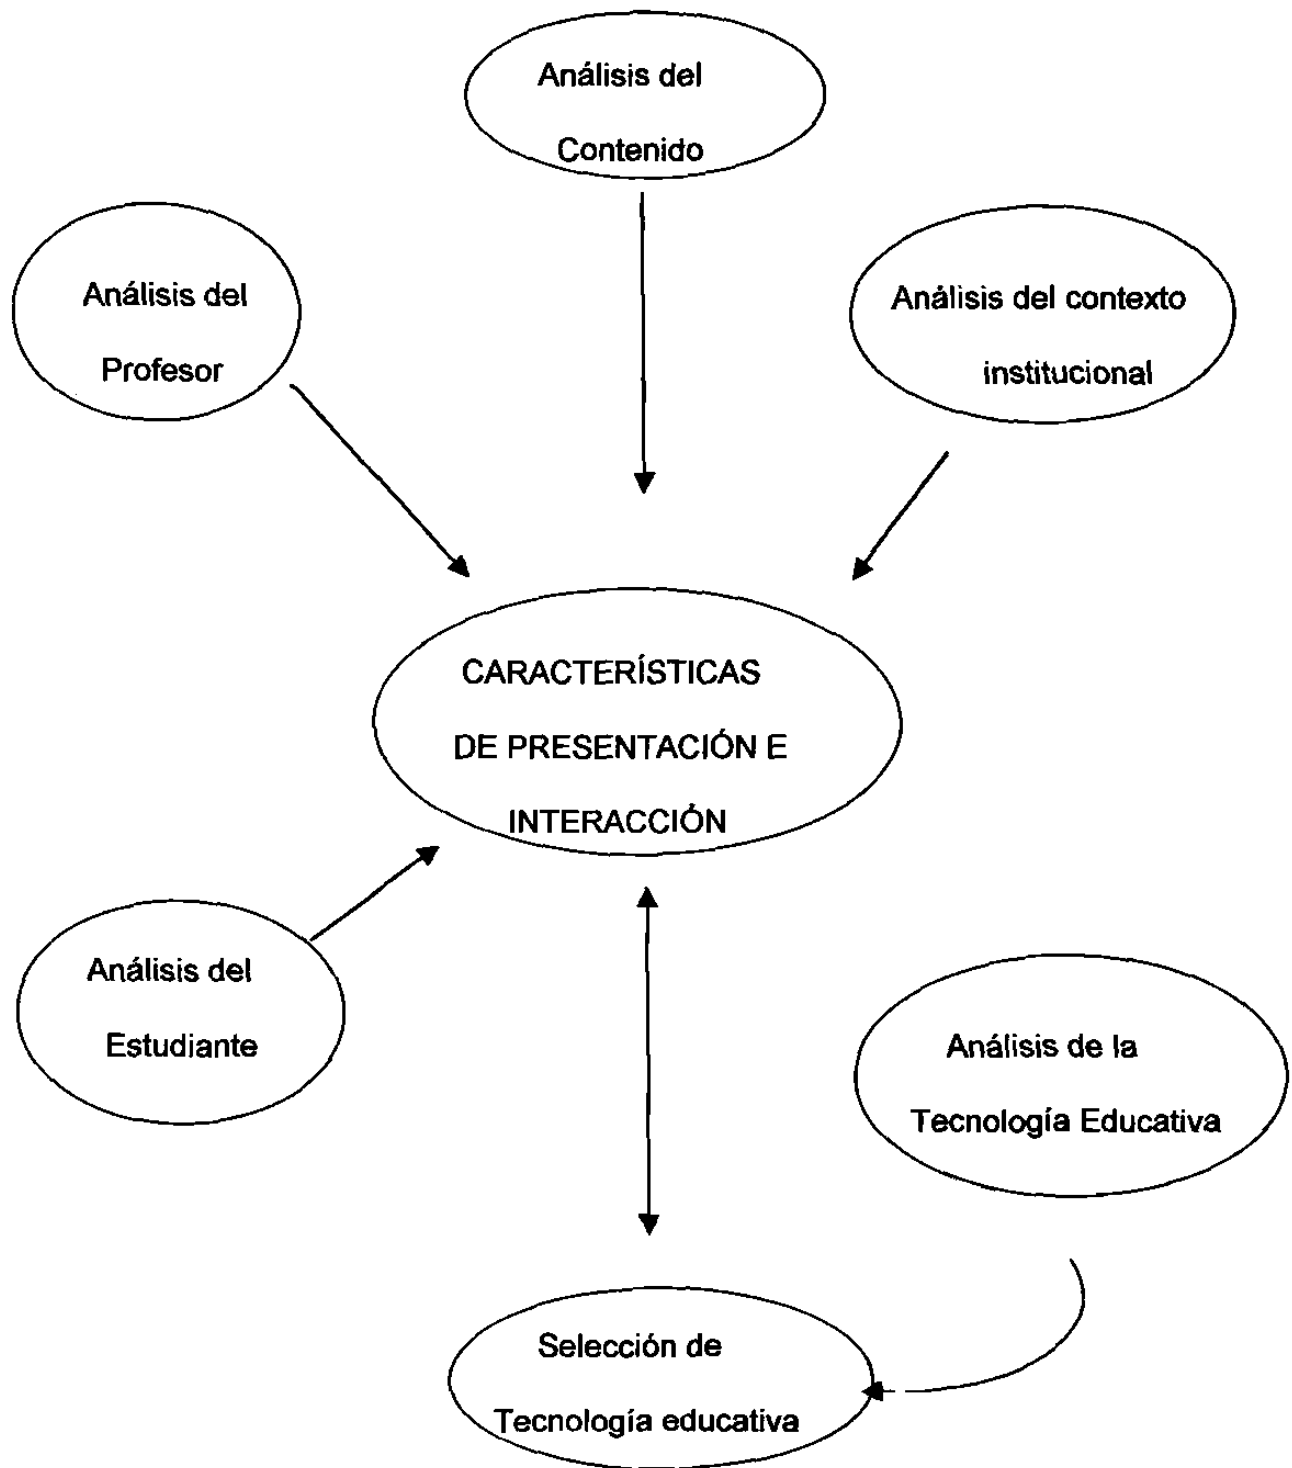 Análisis del
Contenido
Análisis del
Profesor
Análisis del contexto
institucional
CARACTERÍSTICAS
DE PRESENTACIÓN E
INTERACCIÓN
Análisis del
Estudiante
Análisis de la
Tecnología Educativa
Selección de
Tecnología educativa